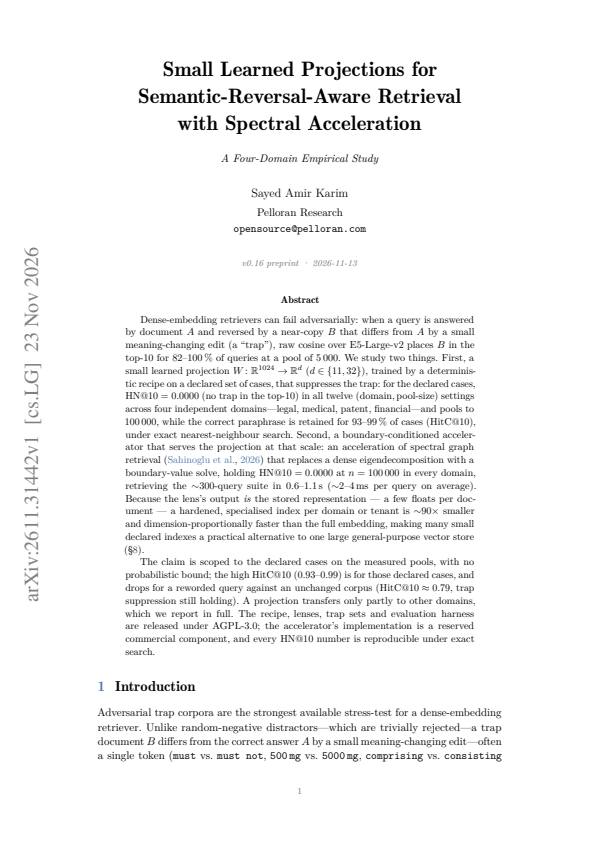 Small Learned Projections for
Semantic-Reversal-Aware Retrieval
with Spectral Acceleration
A Four-Domain Empirical Study
Sayed Amir Karim
Pelloran Research
opensource@pelloran.com
v0.16 preprint · 2026-11-13
arXiv:2611.31442v1 [cs.LG] 23 Nov 2026
Abstract
Dense-embedding retrievers can fail adversarially: when a query is answered
by document A and reversed by a near-copy B that differs from A by a small
meaning-changing edit (a “trap”), raw cosine over E5-Large-v2 places B in the
top-10 for 82–100 % of queries at a pool of 5 000. We study two things. First, a
small learned projection W : ℝ¹⁰²⁴ → ℝᵈ (d ∈ {11, 32}), trained by a determinis-
tic recipe on a declared set of cases, that suppresses the trap: for the declared cases,
HN@10 = 0.0000 (no trap in the top-10) in all twelve (domain, pool-size) settings
across four independent domains—legal, medical, patent, financial—and pools to
100 000, while the correct paraphrase is retained for 93–99 % of cases (HitC@10),
under exact nearest-neighbour search. Second, a boundary-conditioned acceler-
ator that serves the projection at that scale: an acceleration of spectral graph
retrieval (Sahinoglu et al., 2026) that replaces a dense eigendecomposition with a
boundary-value solve, holding HN@10 = 0.0000 at n = 100 000 in every domain,
retrieving the ∼300-query suite in 0.6–1.1 s (∼2–4 ms per query on average).
Because the lens’s output is the stored representation — a few floats per doc-
ument — a hardened, specialised index per domain or tenant is ∼90× smaller
and dimension-proportionally faster than the full embedding, making many small
declared indexes a practical alternative to one large general-purpose vector store
(§8).
The claim is scoped to the declared cases on the measured pools, with no
probabilistic bound; the high HitC@10 (0.93–0.99) is for those declared cases, and
drops for a reworded query against an unchanged corpus (HitC@10 ≈ 0.79, trap
suppression still holding). A projection transfers only partly to other domains,
which we report in full. The recipe, lenses, trap sets and evaluation harness
are released under AGPL-3.0; the accelerator’s implementation is a reserved
commercial component, and every HN@10 number is reproducible under exact
search.
1 Introduction
Adversarial trap corpora are the strongest available stress-test for a dense-embedding
retriever. Unlike random-negative distractors—which are trivially rejected—a trap
document B differs from the correct answer A by a small meaning-changing edit—often
a single token (must vs. must not, 500 mg vs. 5000 mg, comprising vs. consisting
1